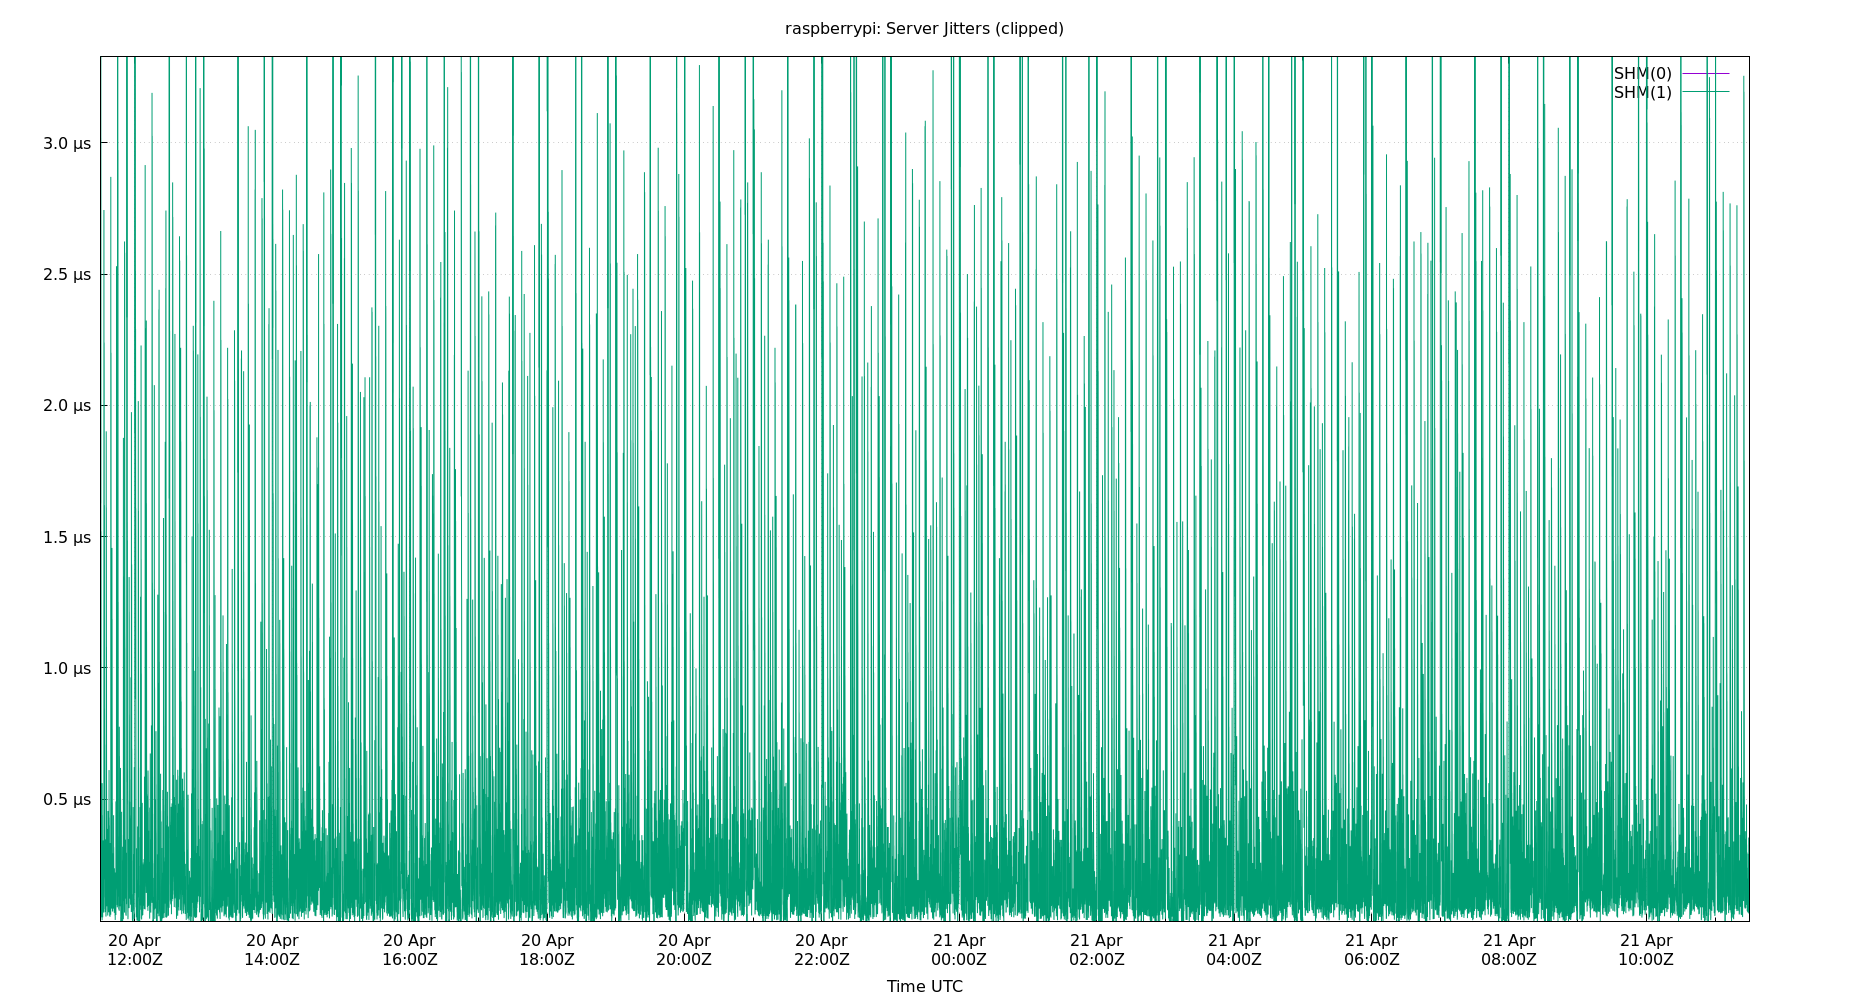 raspberrypi: Server Jitters (clipped)
SHM(0)
SHM(1)
3.0 µs
2.5 µs
2.0 µs
1.5 µs
1.0 µs
0.5 µs
20 Apr 20 Apr 20 Apr 20 Apr 20 Apr 20 Apr 21 Apr 21 Apr 21 Apr 21 Apr 21 Apr 21 Apr
12:00Z 14:00Z 16:00Z 18:00Z 20:00Z 22:00Z 00:00Z 02:00Z 04:00Z 06:00Z 08:00Z 10:00Z
Time UTC